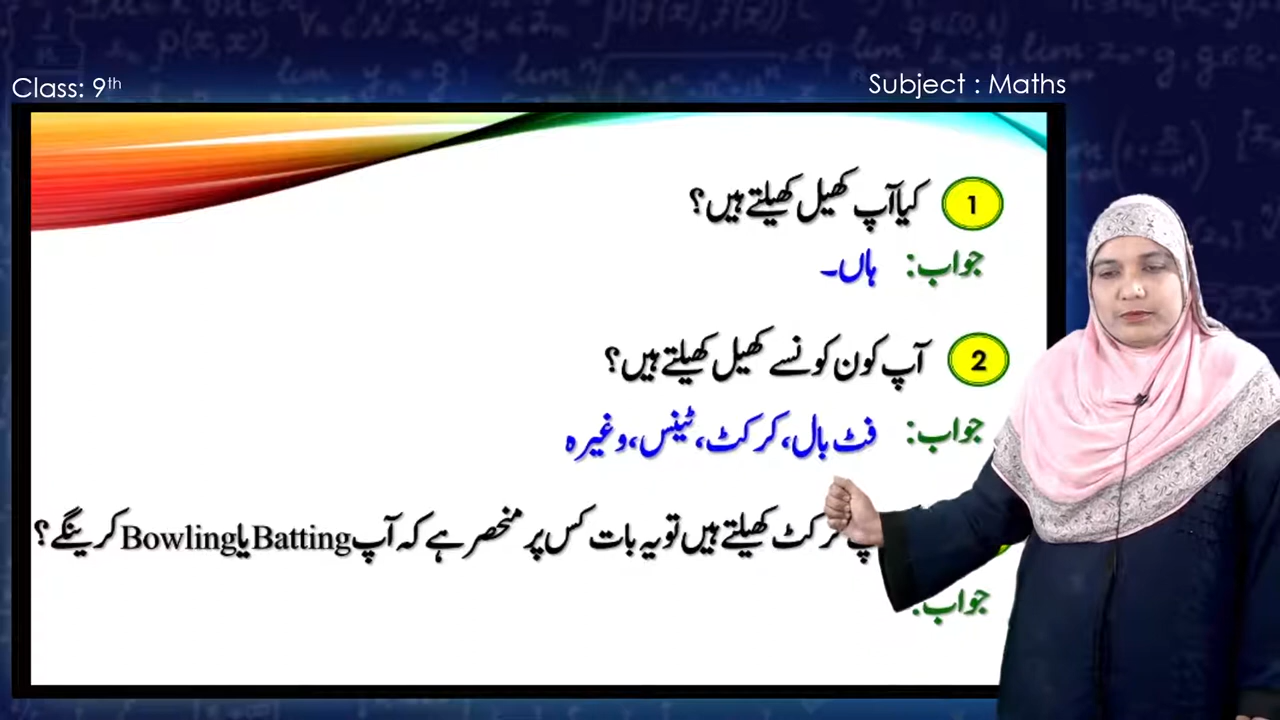 Class: 9th
Subject : Maths
1 کیا آپ کھیل کھیلتے ہیں؟
جواب: ہاں۔
2 آپ کون کونسے کھیل کھیلتے ہیں؟
جواب: فٹ بال، کرکٹ، ٹینس، وغیرہ
کرکٹ کھیلتے ہیں تو یہ بات کس پر منحصر ہے کہ آپ Batting یا Bowling کرینگے؟
جواب: